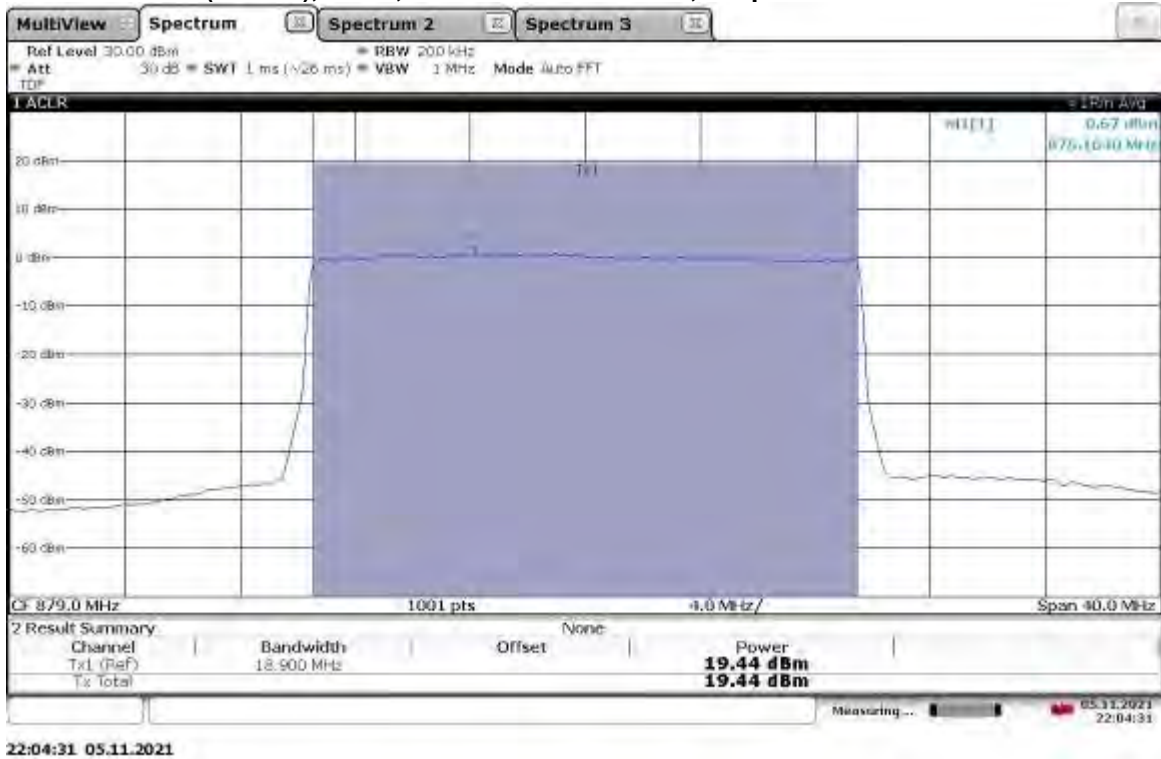 MultiView Spectrum Spectrum 2 Spectrum 3
Ref Level 30.00 dBm RBW 200 kHz
Att 30 dB SWT 1 ms (~26 ms) VBW 1 MHz Mode Auto FFT
TDF
1 ACLR 1Rm Avg
M1[1] 0.67 dBm
MHz
20 dBm
Tx1
10 dBm
0 dBm
-10 dBm
-20 dBm
-30 dBm
-40 dBm
-50 dBm
-60 dBm
CF 879.0 MHz 1001 pts 4.0 MHz/ Span 40.0 MHz
2 Result Summary None
Channel Bandwidth Offset Power
Tx1 (Ref) 18.900 MHz 19.44 dBm
Tx Total 19.44 dBm
Measuring... 05.11.2021
22:04:31
22:04:31 05.11.2021